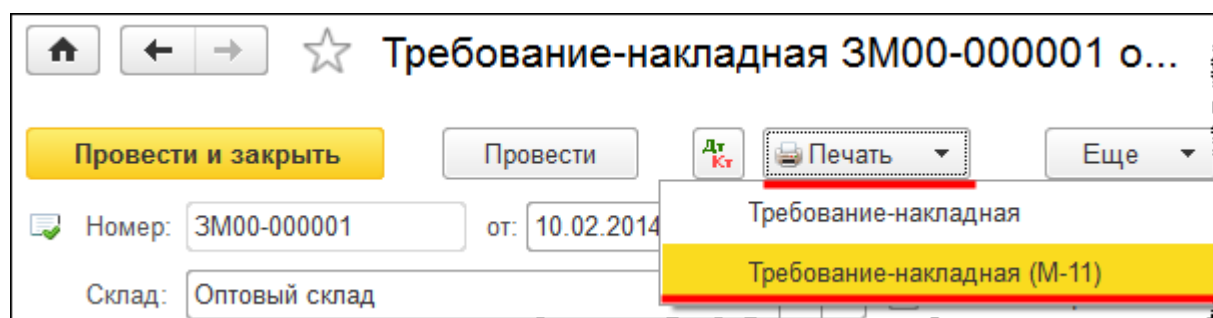 Требование-накладная ЗМ00-000001 о...
Провести и закрыть Провести Дт Кт Печать Еще
Номер: ЗМ00-000001 от: 10.02.2014
Требование-накладная
Требование-накладная (М-11)
Склад: Оптовый склад